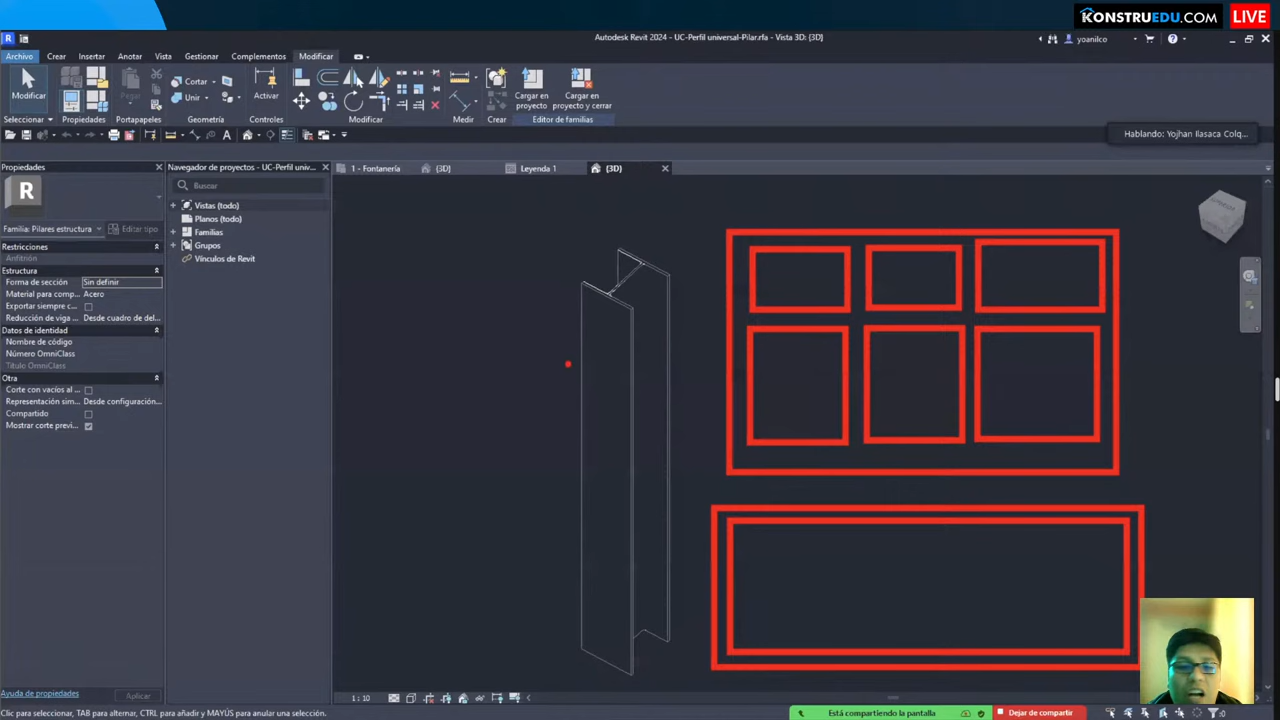 KONSTRUEDU.COM LIVE
Autodesk Revit 2024 - UC-Perfil universal-Pilar.rfa - Vista 3D: {3D}
yoanilco
Archivo Crear Insertar Anotar Vista Gestionar Complementos Modificar
Modificar
Pegar
Cortar
Unir
Activar
Cargar en
proyecto
Cargar en
proyecto y cerrar
Seleccionar Propiedades Portapapeles Geometría Controles Modificar Medir Crear Editor de familias
Hablando: Yojhan Ilasaca Colq...
Propiedades
Navegador de proyectos - UC-Perfil univ...
1 - Fontanería
{3D}
Leyenda 1
{3D}
R
Buscar
Familia: Pilares estructura
Editar tipo
Restricciones
Anfitrión
Estructura
Forma de sección Sin definir
Material para comp... Acero
Exportar siempre c...
Reducción de viga ... Desde cuadro de del...
Datos de identidad
Nombre de código
Número OmniClass
Título OmniClass
Otra
Corte con vacíos al ...
Representación sim... Desde configuración...
Compartido
Mostrar corte previ...
Vistas (todo)
Planos (todo)
Familias
Grupos
Vínculos de Revit
Ayuda de propiedades
Aplicar
1 : 10
Clic para seleccionar, TAB para alternar, CTRL para añadir y MAYÚS para anular una selección.
Está compartiendo la pantalla
Dejar de compartir
:0